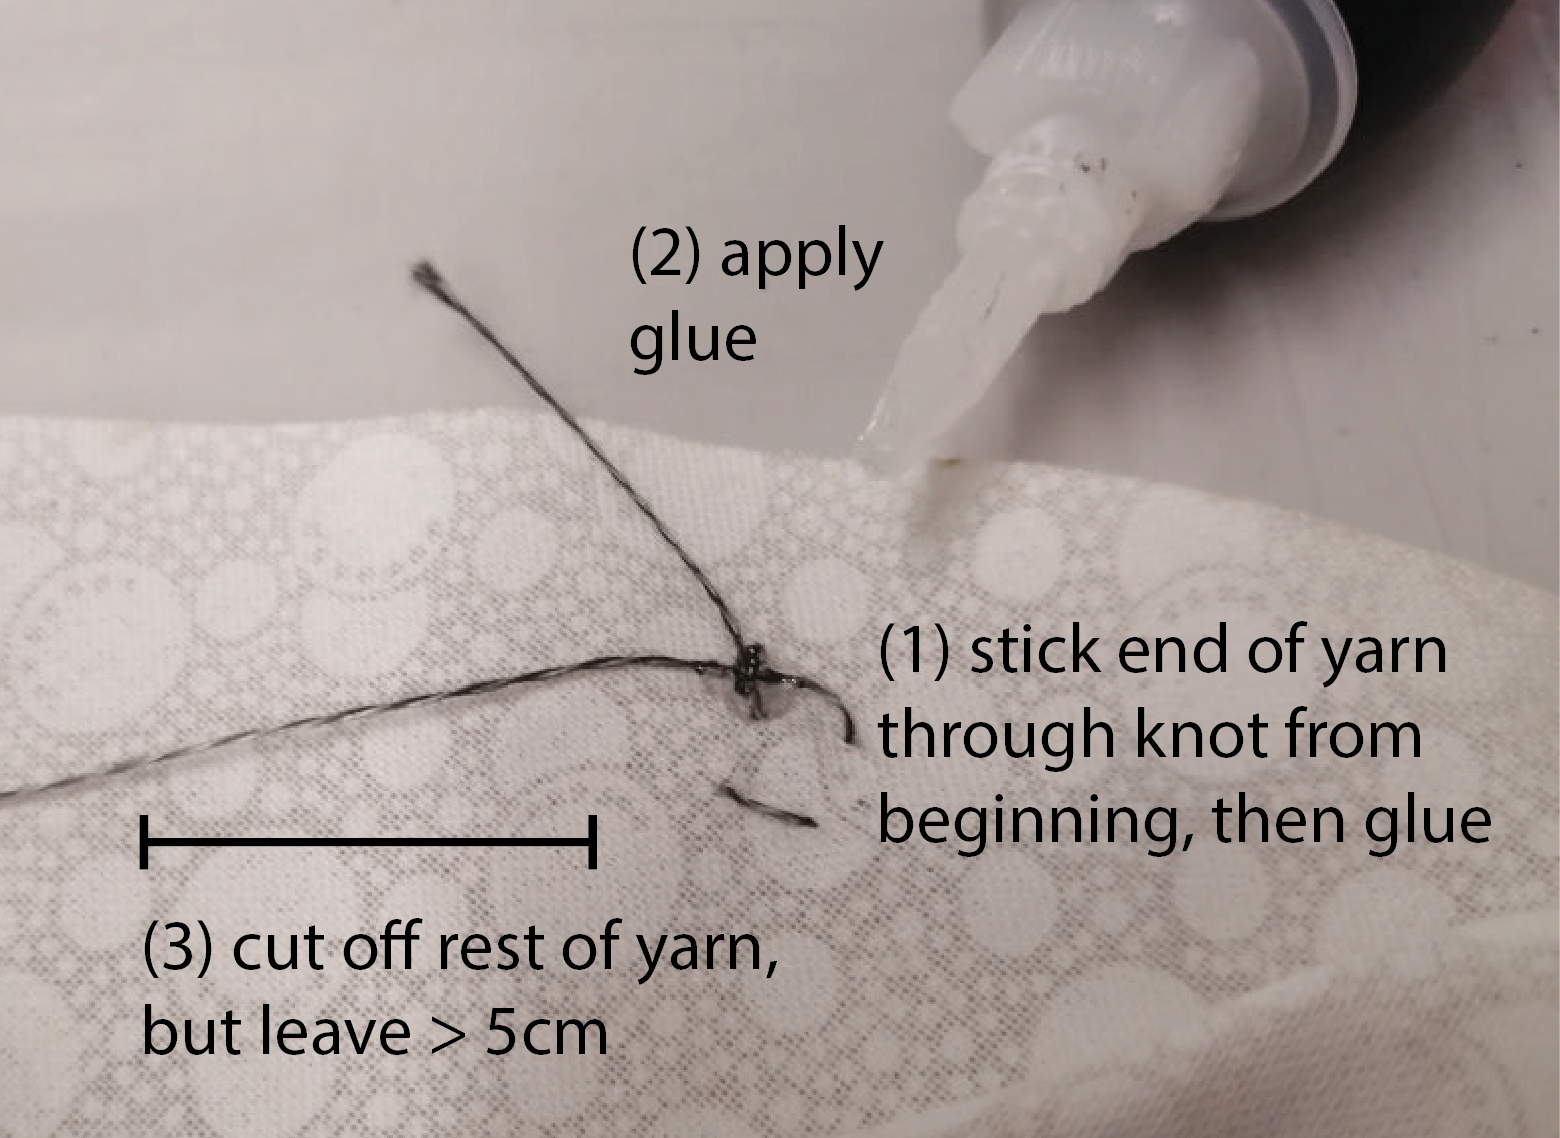 (2) apply
glue
(1) stick end of yarn
through knot from
beginning, then glue
(3) cut off rest of yarn,
but leave > 5cm